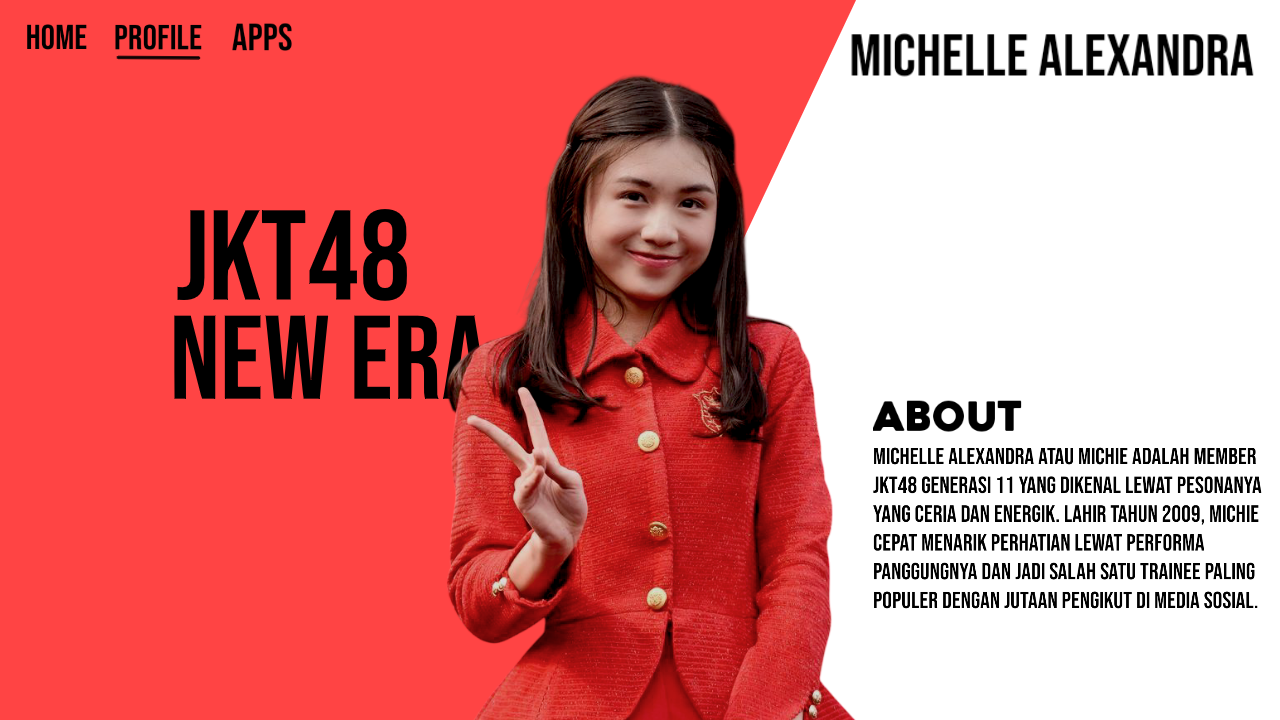 HOME PROFILE APPS
MICHELLE ALEXANDRA
JKT48
NEW ERA
ABOUT
MICHELLE ALEXANDRA ATAU MICHIE ADALAH MEMBER
JKT48 GENERASI 11 YANG DIKENAL LEWAT PESONANYA
YANG CERIA DAN ENERGIK. LAHIR TAHUN 2009, MICHIE
CEPAT MENARIK PERHATIAN LEWAT PERFORMA
PANGGUNGNYA DAN JADI SALAH SATU TRAINEE PALING
POPULER DENGAN JUTAAN PENGIKUT DI MEDIA SOSIAL.